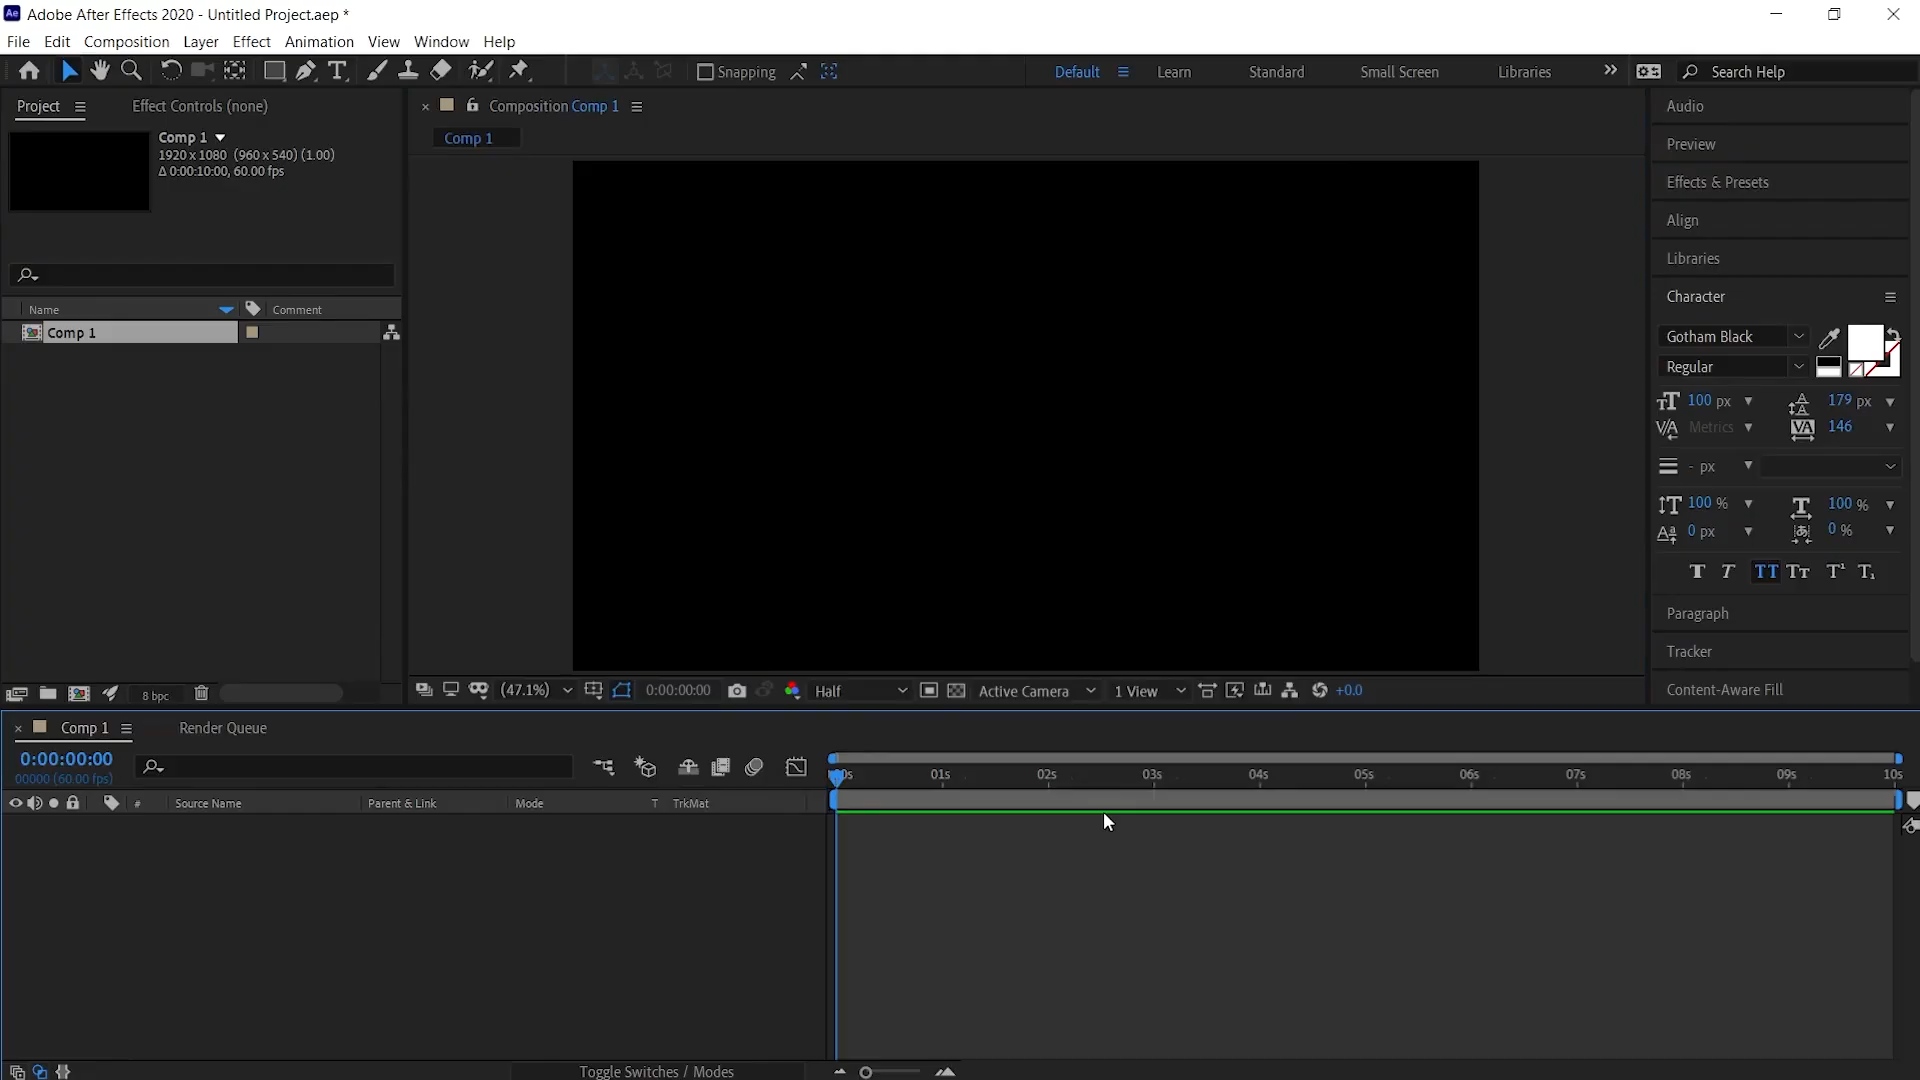 Ae Adobe After Effects 2020 - Untitled Project.aep *
File Edit Composition Layer Effect Animation View Window Help
Snapping Default Learn Standard Small Screen Libraries Search Help
Project Effect Controls (none)
Comp 1
1920 x 1080 (960 x 540) (1.00)
Δ 0:00:10:00, 60.00 fps
Name Comment
Comp 1
8 bpc
Composition Comp 1
Comp 1
(47.1%) 0:00:00:00 Half Active Camera 1 View +0.0
Audio
Preview
Effects & Presets
Align
Libraries
Character
Gotham Black
Regular
100 px 179 px
Metrics 146
- px
100 % 100 %
0 px 0 %
Paragraph
Tracker
Content-Aware Fill
Comp 1 Render Queue
0:00:00:00
00000 (60.00 fps)
# Source Name Parent & Link Mode T TrkMat
0s 01s 02s 03s 04s 05s 06s 07s 08s 09s 10s
Toggle Switches / Modes